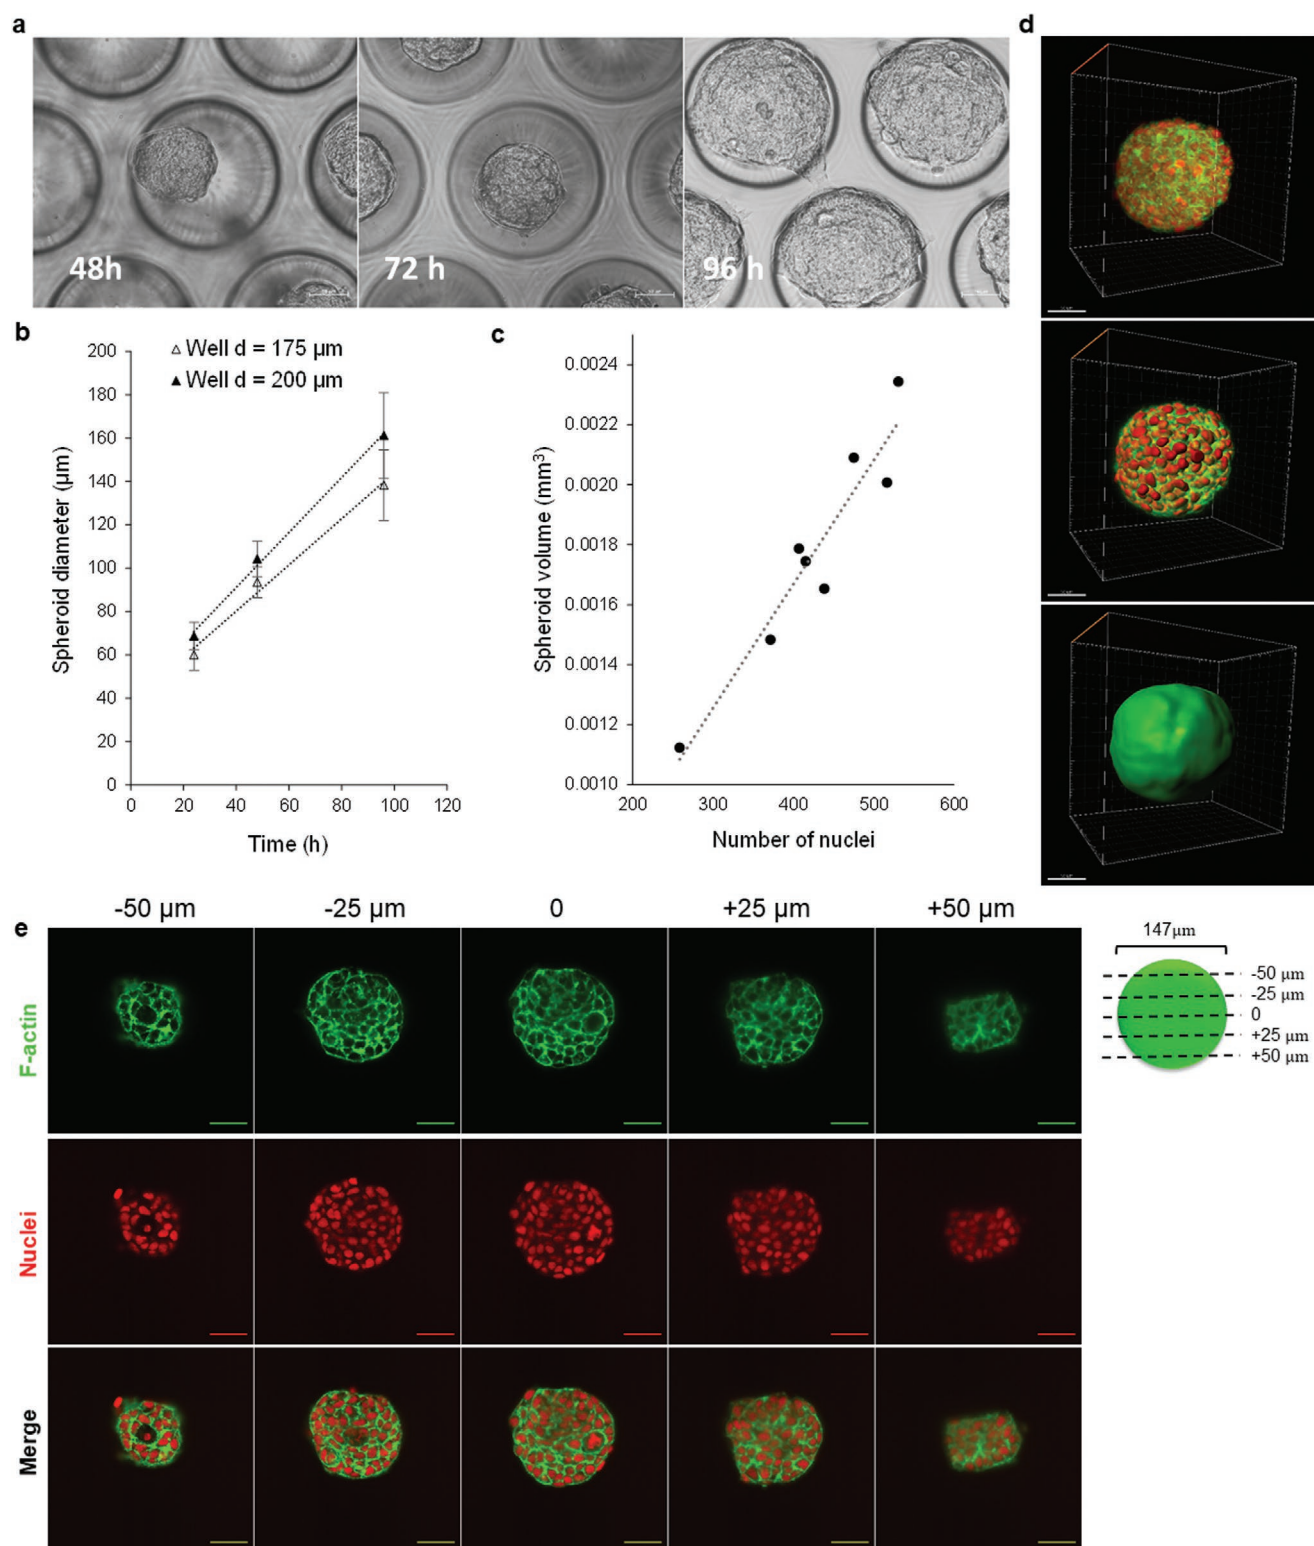 a
48h
72 h
96 h
d
b
Well d = 175 µm
Well d = 200 µm
Spheroid diameter (µm)
200
180
160
140
120
100
80
60
40
20
0
0 20 40 60 80 100 120
Time (h)
c
Spheroid volume (mm³)
0.0024
0.0022
0.0020
0.0018
0.0016
0.0014
0.0012
0.0010
200 300 400 500 600
Number of nuclei
e
-50 µm -25 µm 0 +25 µm +50 µm
F-actin
Nuclei
Merge
147µm
-50 µm
-25 µm
0
+25 µm
+50 µm